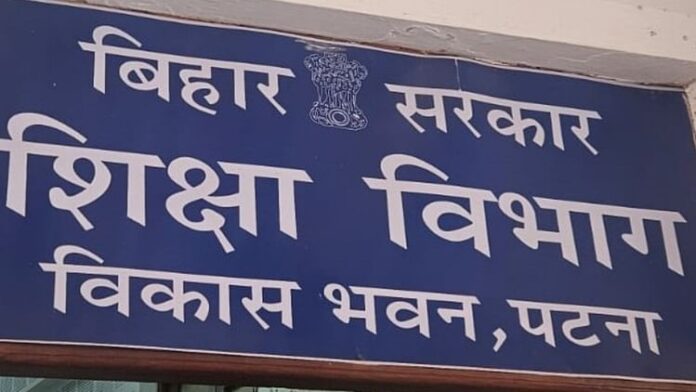 बिहार सरकार
शिक्षा विभाग
विकास भवन, पटना